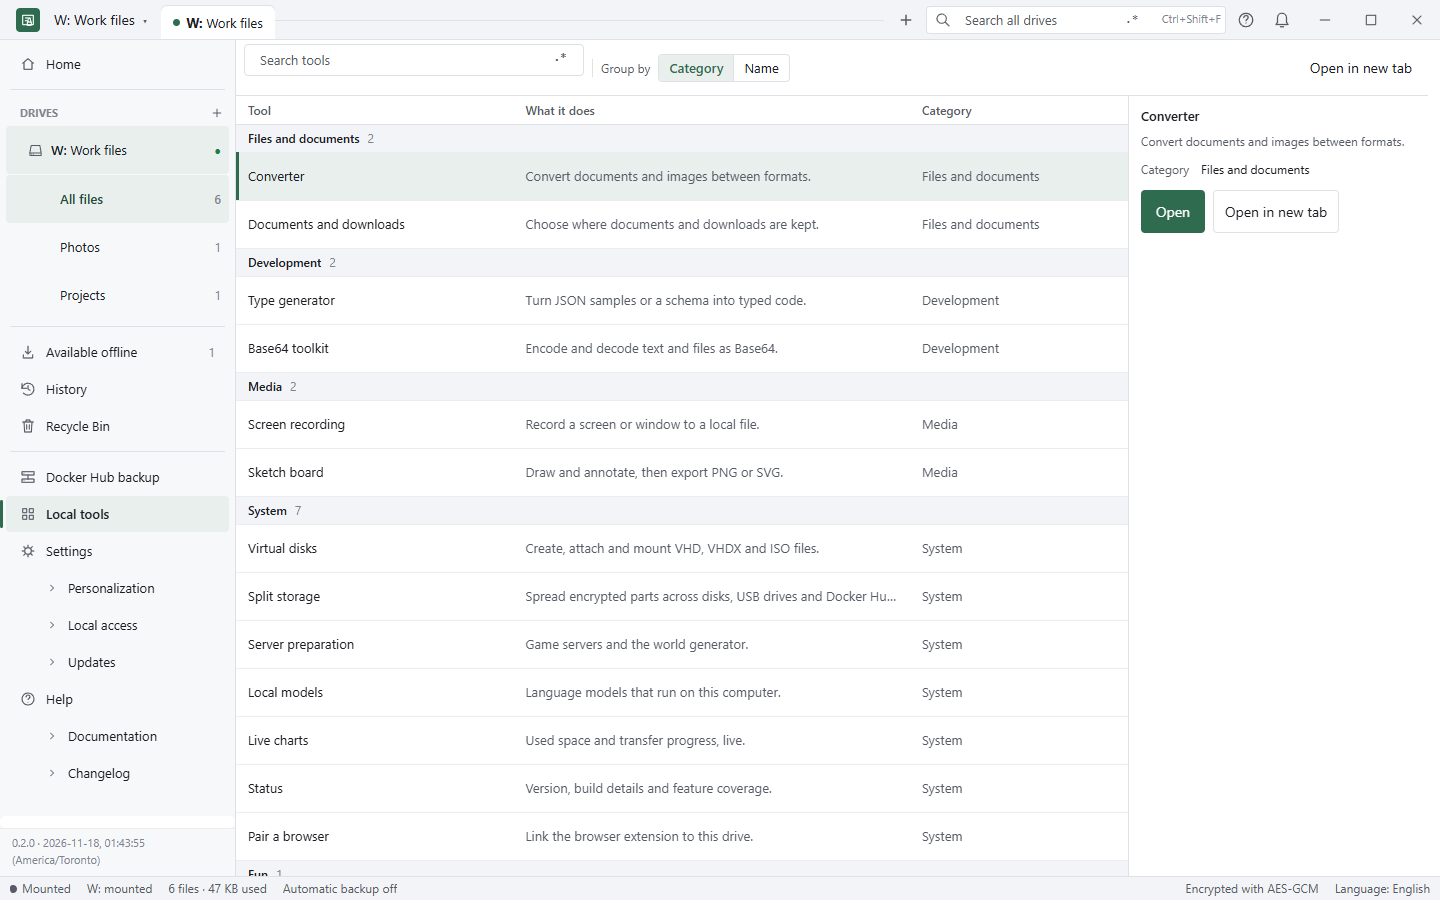 W: Work files
W: Work files
Search all drives
.*
Ctrl+Shift+F
Home
DRIVES
W: Work files
All files 6
Photos 1
Projects 1
Available offline 1
History
Recycle Bin
Docker Hub backup
Local tools
Settings
Personalization
Local access
Updates
Help
Documentation
Changelog
0.2.0 · 2026-11-18, 01:43:55
(America/Toronto)
Search tools .*
Group by Category Name
Open in new tab
Tool What it does Category
Files and documents 2
Converter Convert documents and images between formats. Files and documents
Documents and downloads Choose where documents and downloads are kept. Files and documents
Development 2
Type generator Turn JSON samples or a schema into typed code. Development
Base64 toolkit Encode and decode text and files as Base64. Development
Media 2
Screen recording Record a screen or window to a local file. Media
Sketch board Draw and annotate, then export PNG or SVG. Media
System 7
Virtual disks Create, attach and mount VHD, VHDX and ISO files. System
Split storage Spread encrypted parts across disks, USB drives and Docker Hu... System
Server preparation Game servers and the world generator. System
Local models Language models that run on this computer. System
Live charts Used space and transfer progress, live. System
Status Version, build details and feature coverage. System
Pair a browser Link the browser extension to this drive. System
Fun 1
Converter
Convert documents and images between formats.
Category Files and documents
Open Open in new tab
Mounted W: mounted 6 files · 47 KB used Automatic backup off Encrypted with AES-GCM Language: English